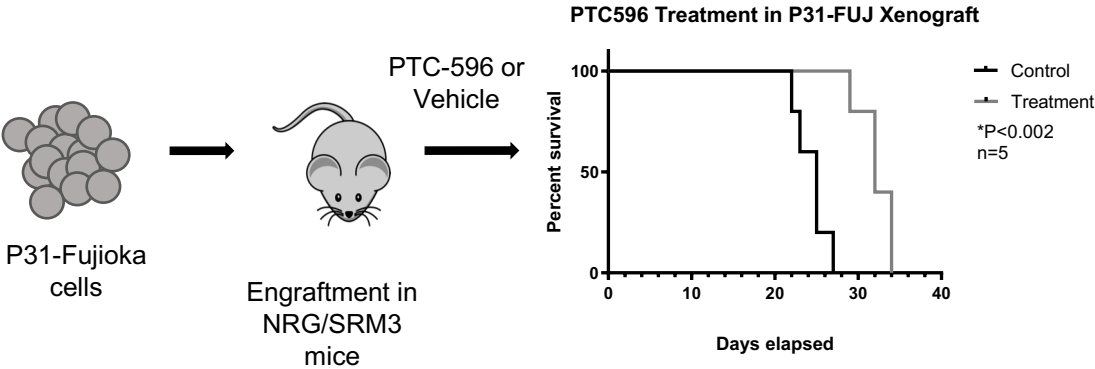 P31-Fujioka
cells
Engraftment in
NRG/SRM3
mice
PTC-596 or
Vehicle
PTC596 Treatment in P31-FUJ Xenograft
Percent survival
100
50
0
0 10 20 30 40
Days elapsed
Control
Treatment
*P<0.002
n=5